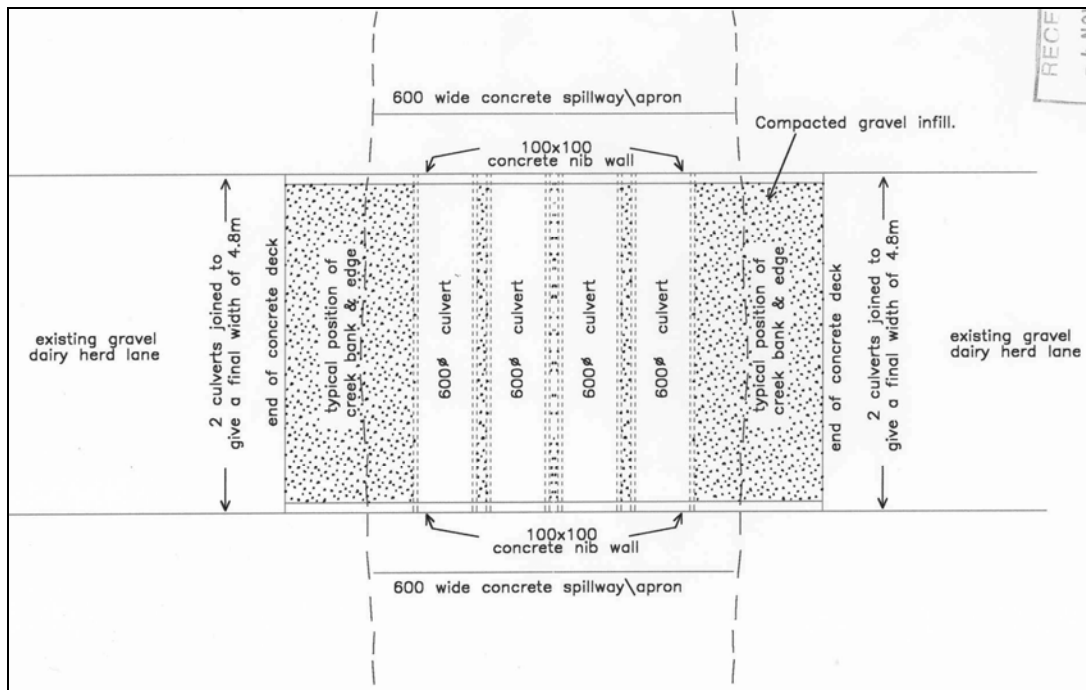 RECE
600 wide concrete spillway\apron
Compacted gravel infill.
100x100
concrete nib wall
2 culverts joined to
give a final width of 4.8m
end of concrete deck
typical position of
creek bank & edge
600ø culvert
600ø culvert
600ø culvert
600ø culvert
typical position of
creek bank & edge
end of concrete deck
2 culverts joined to
give a final width of 4.8m
existing gravel
dairy herd lane
existing gravel
dairy herd lane
100x100
concrete nib wall
600 wide concrete spillway\apron